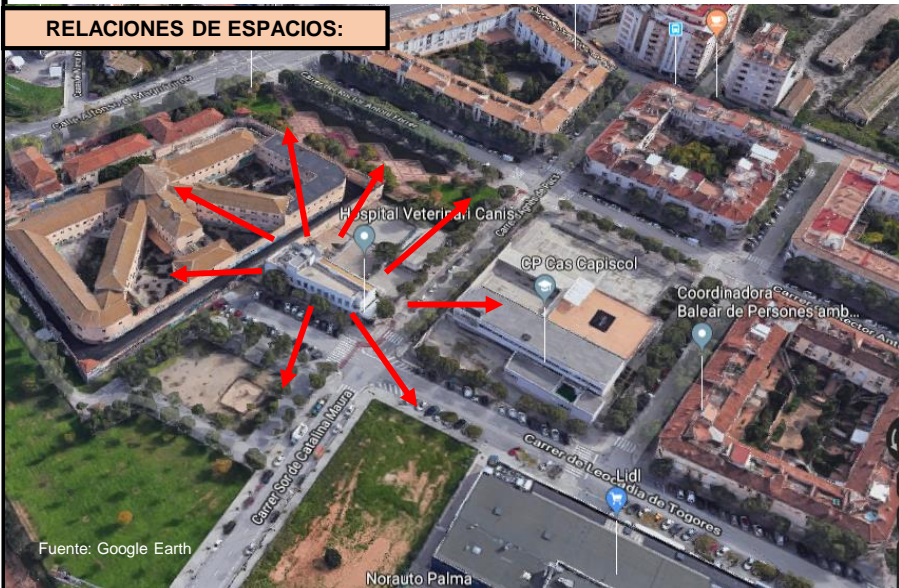 RELACIONES DE ESPACIOS:
Hospital Veterinari Canis
CP Cas Capiscol
Coordinadora
Balear de Persones amb...
Carrer Sor de Catalina Maura
Carrer de Leocadia de Togores
Lidl
Fuente: Google Earth
Norauto Palma